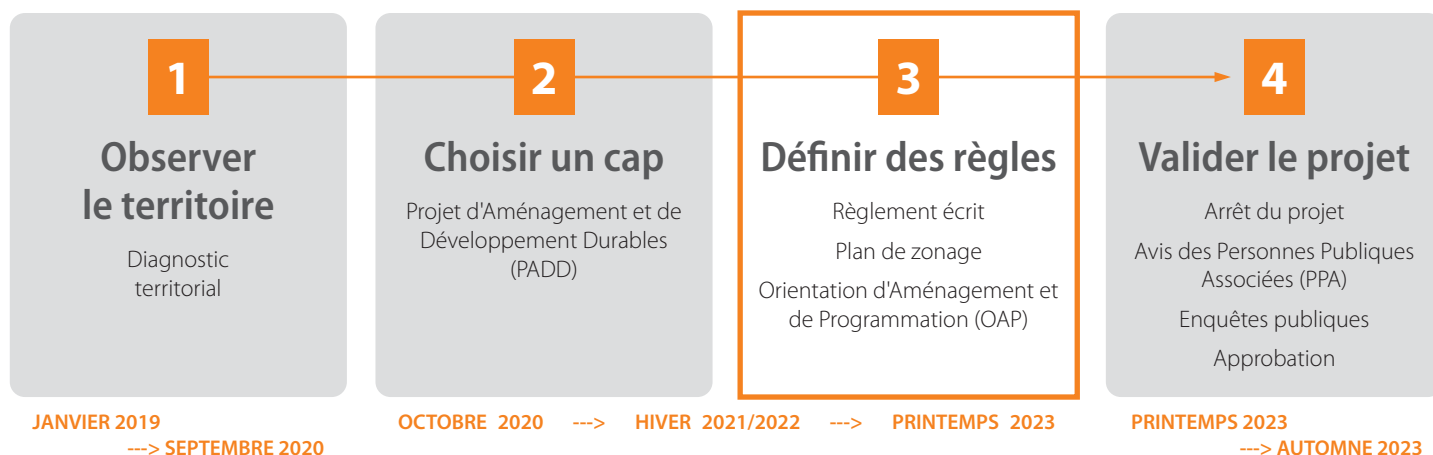 1
Observer
le territoire
Diagnostic
territorial
2
Choisir un cap
Projet d'Aménagement et de
Développement Durables
(PADD)
3
Définir des règles
Règlement écrit
Plan de zonage
Orientation d'Aménagement et
de Programmation (OAP)
4
Valider le projet
Arrêt du projet
Avis des Personnes Publiques
Associées (PPA)
Enquêtes publiques
Approbation
JANVIER 2019
---> SEPTEMBRE 2020
OCTOBRE 2020 ---> HIVER 2021/2022 ---> PRINTEMPS 2023
PRINTEMPS 2023
---> AUTOMNE 2023